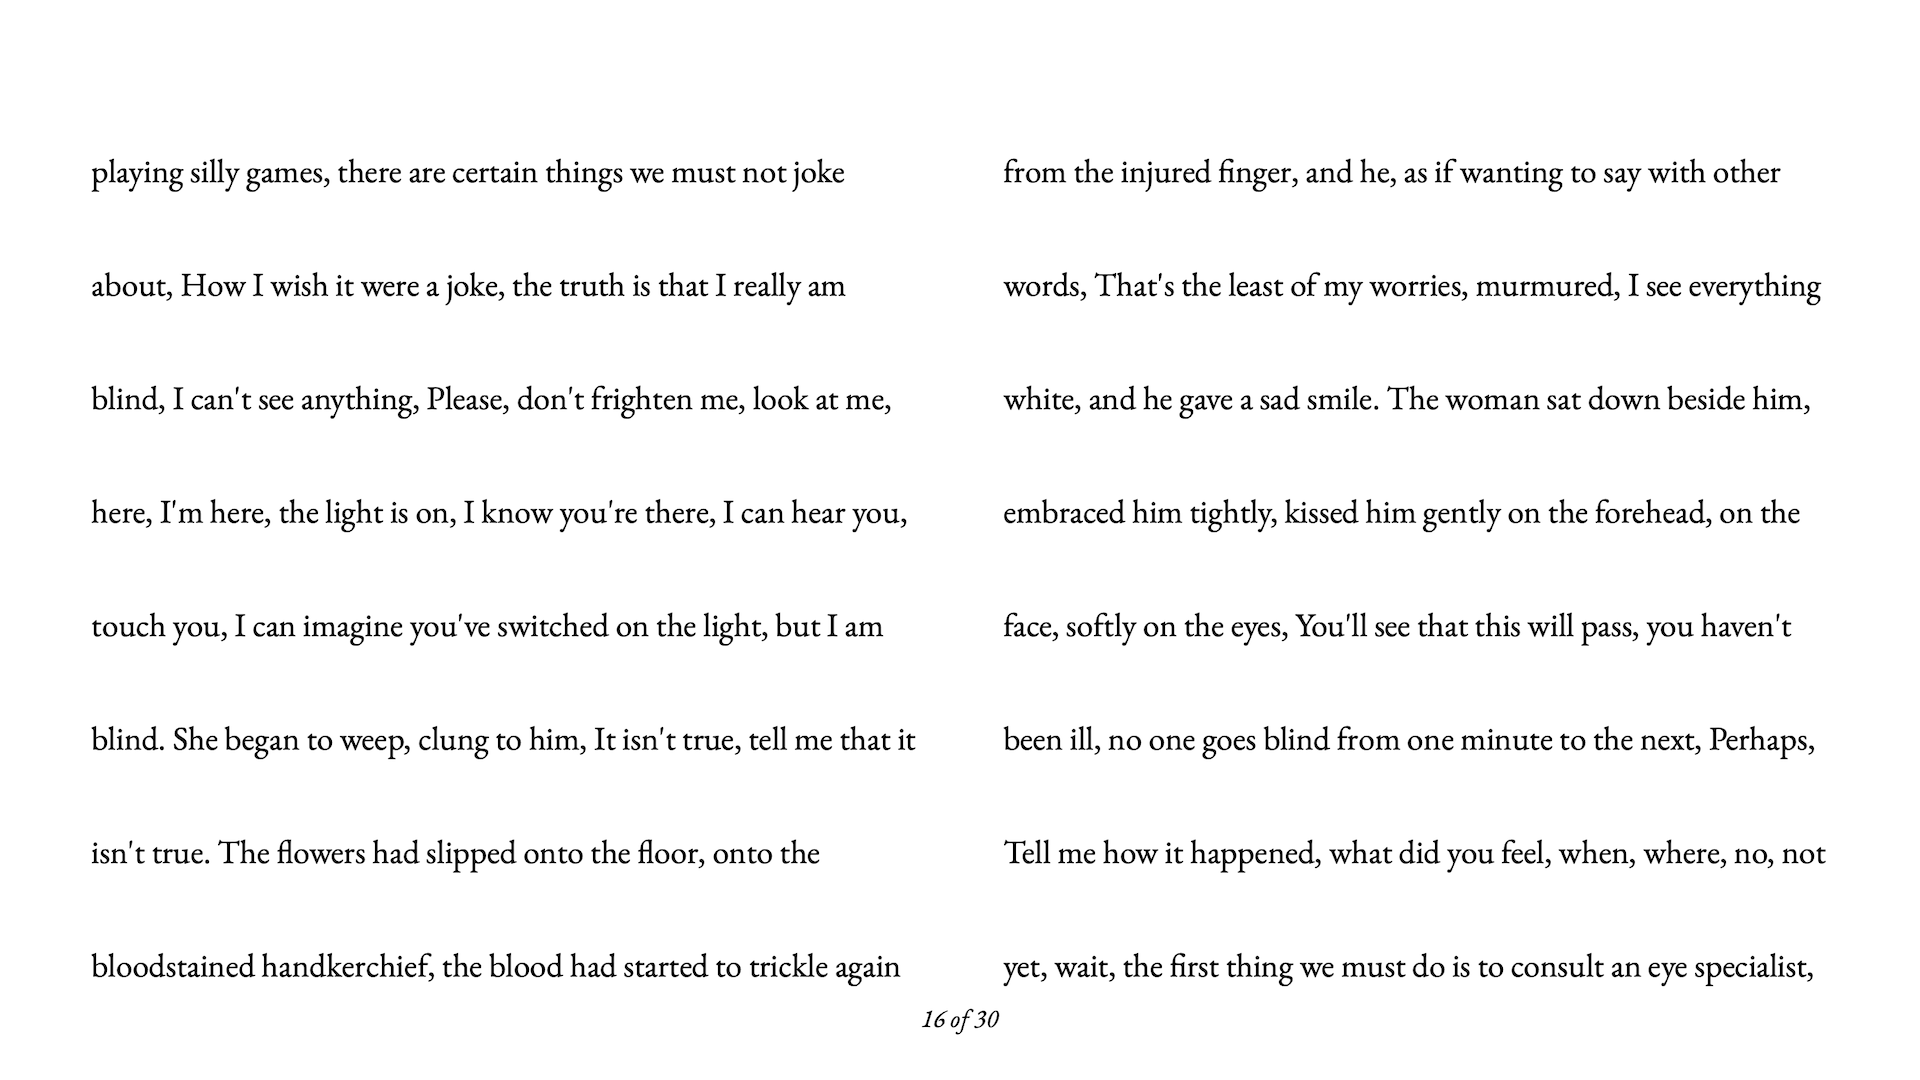 playing silly games, there are certain things we must not joke
about, How I wish it were a joke, the truth is that I really am
blind, I can't see anything, Please, don't frighten me, look at me,
here, I'm here, the light is on, I know you're there, I can hear you,
touch you, I can imagine you've switched on the light, but I am
blind. She began to weep, clung to him, It isn't true, tell me that it
isn't true. The flowers had slipped onto the floor, onto the
bloodstained handkerchief, the blood had started to trickle again
from the injured finger, and he, as if wanting to say with other
words, That's the least of my worries, murmured, I see everything
white, and he gave a sad smile. The woman sat down beside him,
embraced him tightly, kissed him gently on the forehead, on the
face, softly on the eyes, You'll see that this will pass, you haven't
been ill, no one goes blind from one minute to the next, Perhaps,
Tell me how it happened, what did you feel, when, where, no, not
yet, wait, the first thing we must do is to consult an eye specialist,
16 of 30